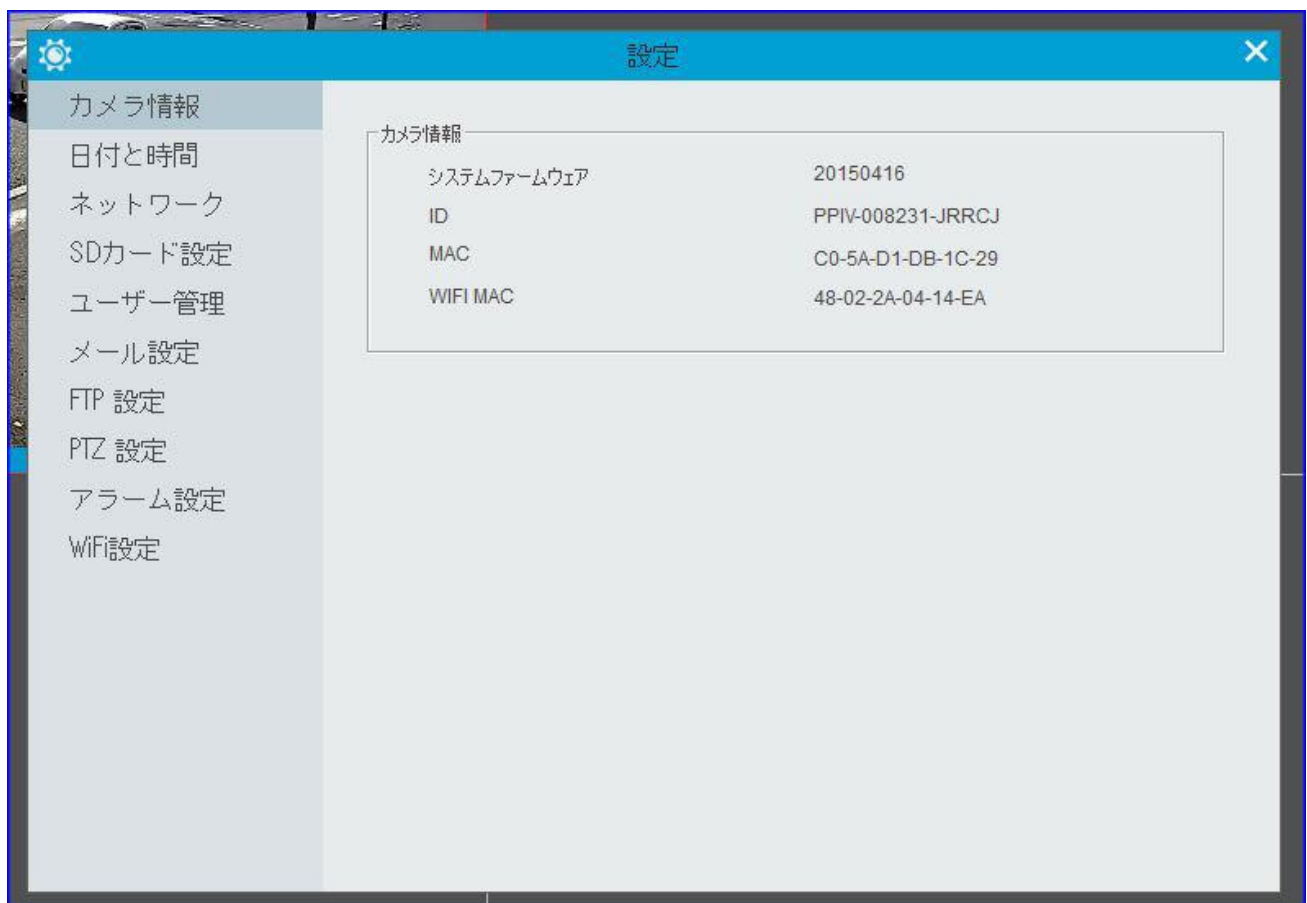 設定
カメラ情報
日付と時間
ネットワーク
SDカード設定
ユーザー管理
メール設定
FTP 設定
PTZ 設定
アラーム設定
WiFi設定
カメラ情報
システムファームウェア 20150416
ID PPIV-008231-JRRCJ
MAC C0-5A-D1-DB-1C-29
WIFI MAC 48-02-2A-04-14-EA